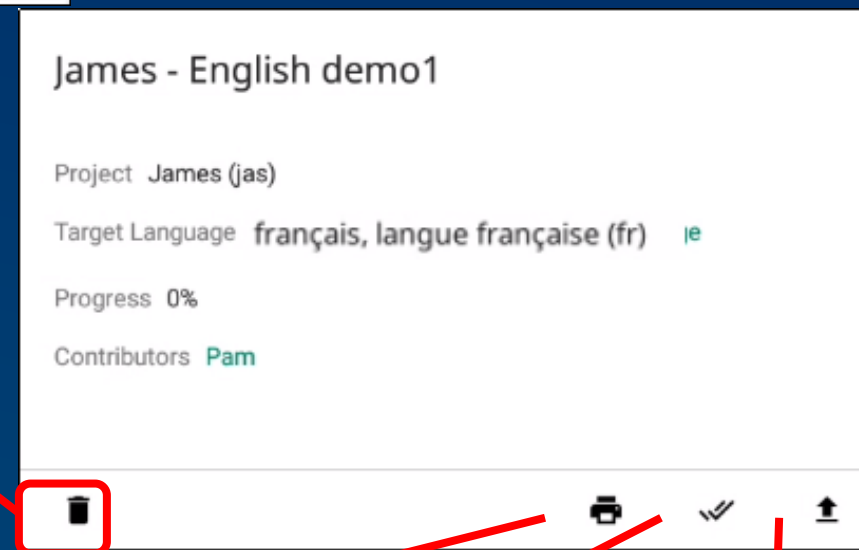 James - English demo1
Project James (jas)
Target Language français, langue française (fr)
Progress 0%
Contributors Pam